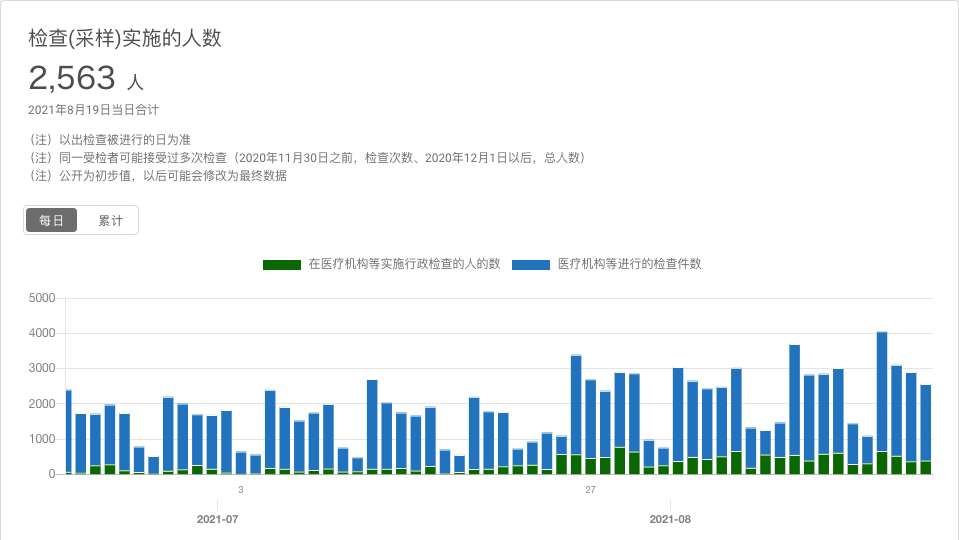 检查(采样)实施的人数
2,563 人
2021年8月19日当日合计
（注）以出检查被进行的日为准
（注）同一受检者可能接受过多次检查（2020年11月30日之前，检查次数、2020年12月1日以后，总人数）
（注）公开为初步值，以后可能会修改为最终数据
每日 累计
在医疗机构等实施行政检查的人的数 医疗机构等进行的检查件数
5000
4000
3000
2000
1000
0
3 27
2021-07 2021-08